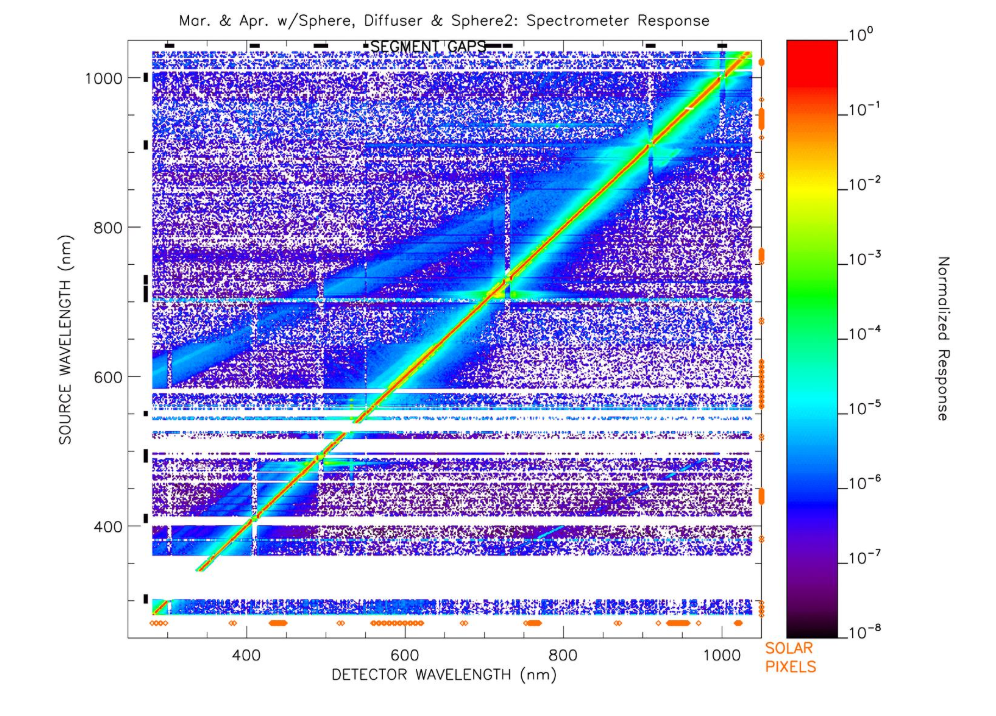 Mar. & Apr. w/Sphere, Diffuser & Sphere2: Spectrometer Response
SEGMENT GAPS
SOURCE WAVELENGTH (nm)
1000
800
600
400
400 600 800 1000
DETECTOR WAVELENGTH (nm)
SOLAR
PIXELS
10⁰
10⁻¹
10⁻²
10⁻³
10⁻⁴
10⁻⁵
10⁻⁶
10⁻⁷
10⁻⁸
Normalized Response